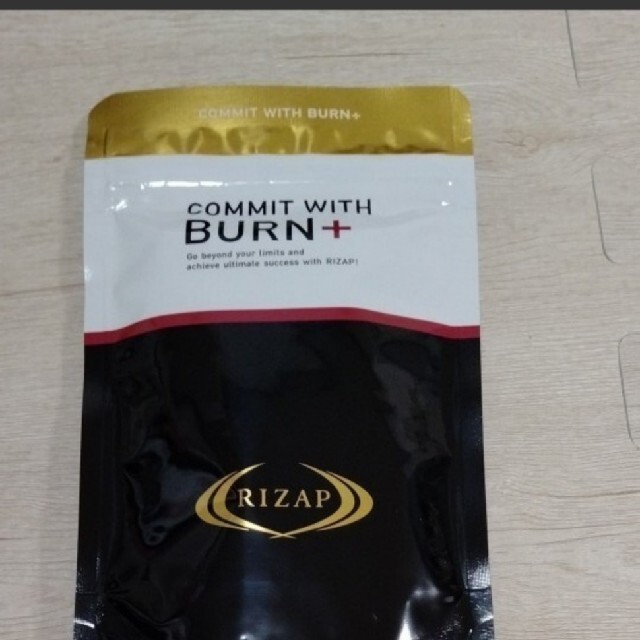 COMMIT WITH BURN+
COMMIT WITH
BURN+
Go beyond your limits and
achieve ultimate success with RIZAP!
RIZAP